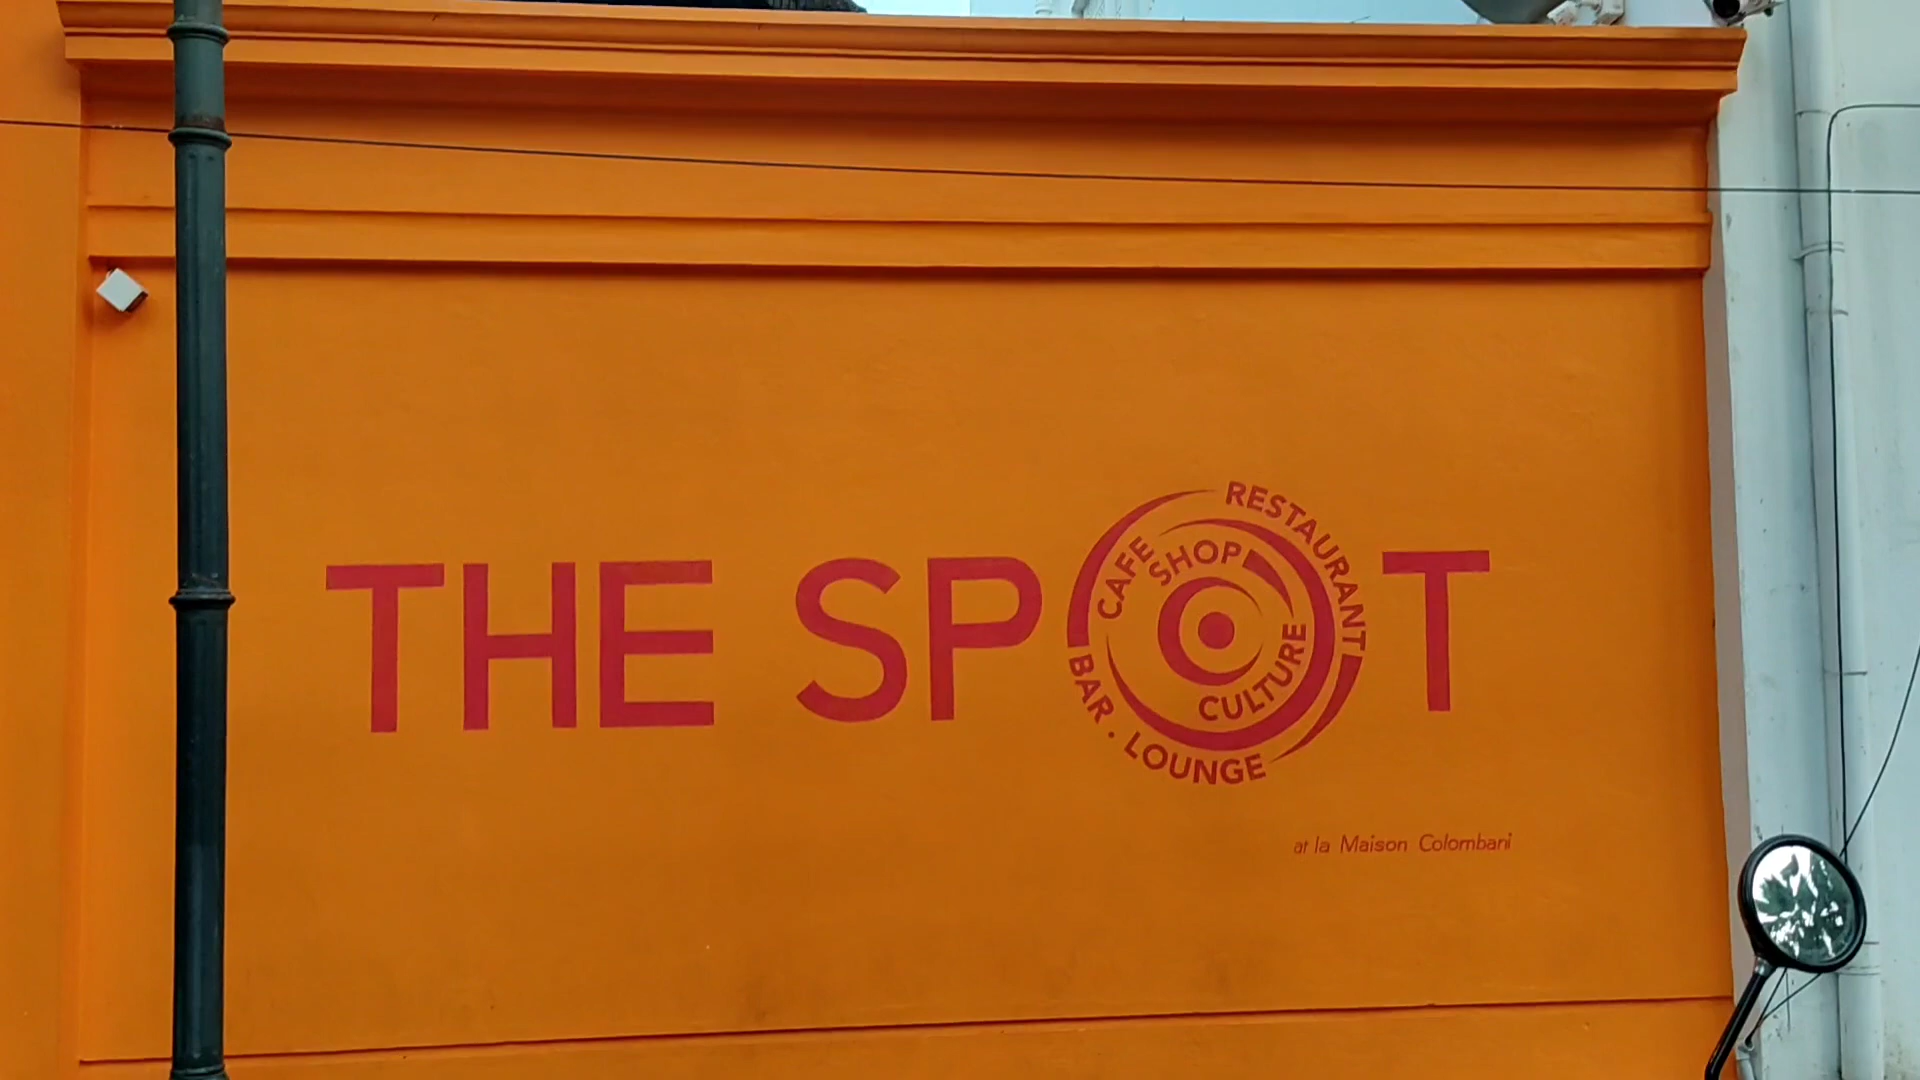 THE SPOT
RESTAURANT
CAFE
SHOP
CULTURE
BAR . LOUNGE
at la Maison Colombani